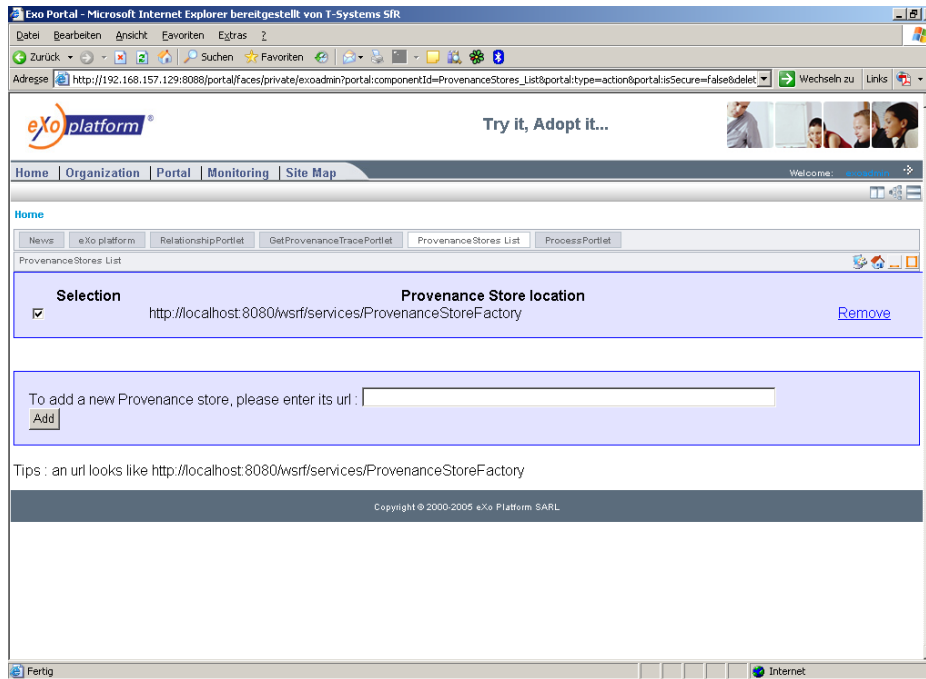 Exo Portal - Microsoft Internet Explorer bereitgestellt von T-Systems SfR
Datei Bearbeiten Ansicht Favoriten Extras ?
Zurück Suchen Favoriten
Adresse http://192.168.157.129:8088/portal/faces/private/exoadmin?portal:componentId=ProvenanceStores_List&portal:type=action&portal:isSecure=false&delet Wechseln zu Links
eXo platform ® Try it, Adopt it...
Home Organization Portal Monitoring Site Map Welcome:
Home
News eXo platform RelationshipPortlet GetProvenanceTracePortlet ProvenanceStores List ProcessPortlet
ProvenanceStores List
Selection Provenance Store location
http://localhost:8080/wsrf/services/ProvenanceStoreFactory Remove
To add a new Provenance store, please enter its url :
Add
Tips : an url looks like http://localhost:8080/wsrf/services/ProvenanceStoreFactory
Copyright © 2000-2005 eXo Platform SARL
Fertig Internet